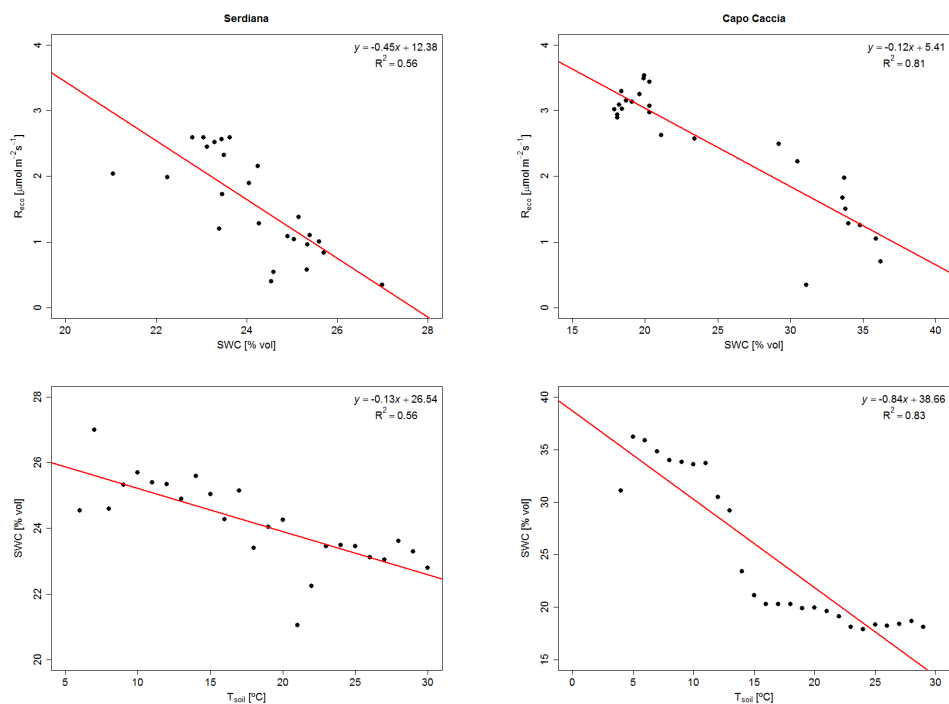 Serdiana
y = -0.45x + 12.38
R² = 0.56
4
3
2
1
0
Reco [μmol m⁻² s⁻¹]
20 22 24 26 28
SWC [% vol]
Capo Caccia
y = -0.12x + 5.41
R² = 0.81
4
3
2
1
0
Reco [μmol m⁻² s⁻¹]
15 20 25 30 35 40
SWC [% vol]
y = -0.13x + 26.54
R² = 0.56
28
26
24
22
20
SWC [% vol]
5 10 15 20 25 30
Tsoil [ºC]
y = -0.84x + 38.66
R² = 0.83
40
35
30
25
20
15
SWC [% vol]
0 5 10 15 20 25 30
Tsoil [ºC]